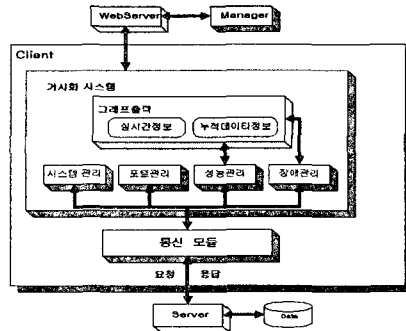 WebServer
Manager
Client
가시화 시스템
그래프출력
실시간정보
누적데이타정보
시스템 관리
포트관리
성능관리
장애관리
통신 모듈
요청
응답
Server
Data